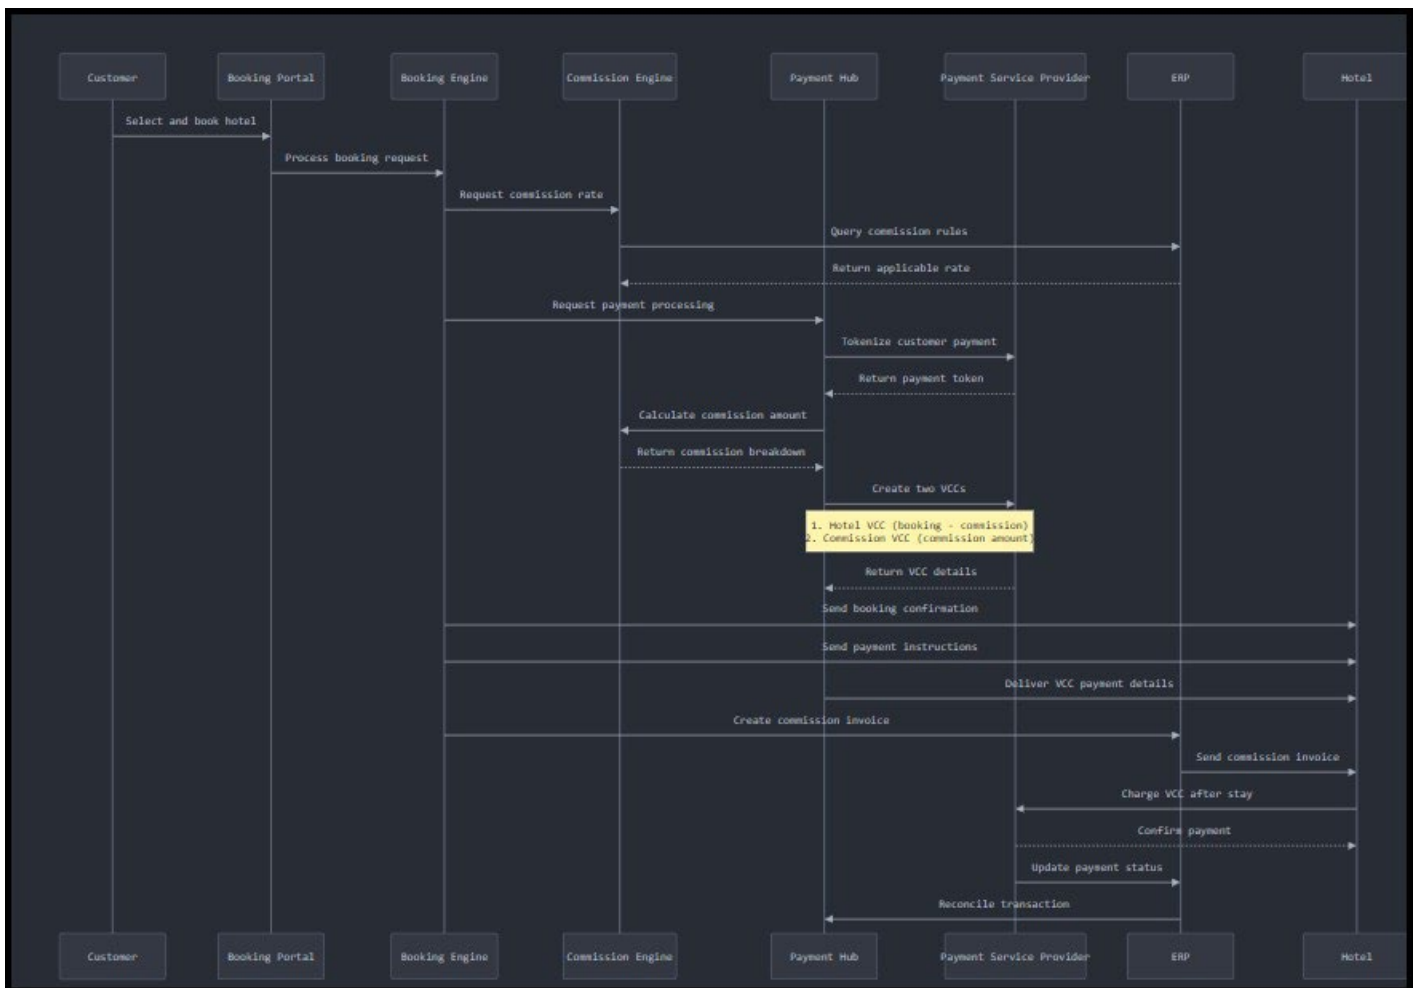 Customer
Booking Portal
Booking Engine
Commission Engine
Payment Hub
Payment Service Provider
ERP
Hotel
Select and book hotel
Process booking request
Request commission rate
Query commission rules
Return applicable rate
Request payment processing
Tokenize customer payment
Return payment token
Calculate commission amount
Return commission breakdown
Create two VCCs
1. Hotel VCC (booking - commission)
2. Commission VCC (commission amount)
Return VCC details
Send booking confirmation
Send payment instructions
Deliver VCC payment details
Create commission invoice
Send commission invoice
Charge VCC after stay
Confirm payment
Update payment status
Reconcile transaction
Customer
Booking Portal
Booking Engine
Commission Engine
Payment Hub
Payment Service Provider
ERP
Hotel